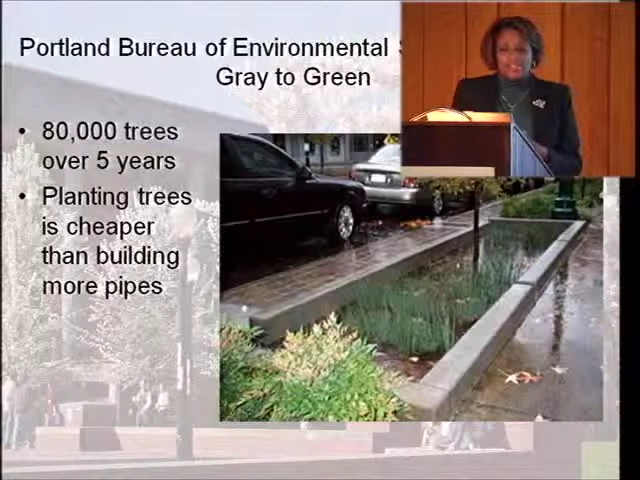 Portland Bureau of Environmental
Gray to Green
• 80,000 trees
over 5 years
• Planting trees
is cheaper
than building
more pipes